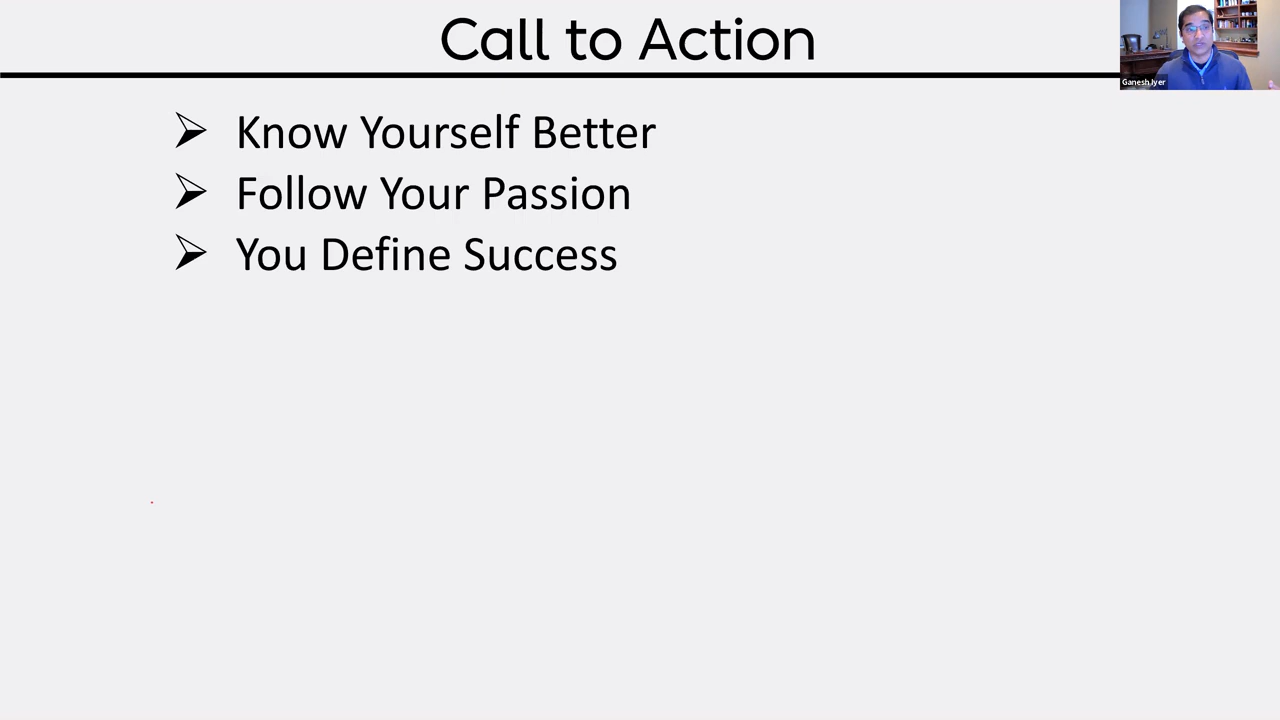 Call to Action
Ganesh Iyer
Know Yourself Better
Follow Your Passion
You Define Success